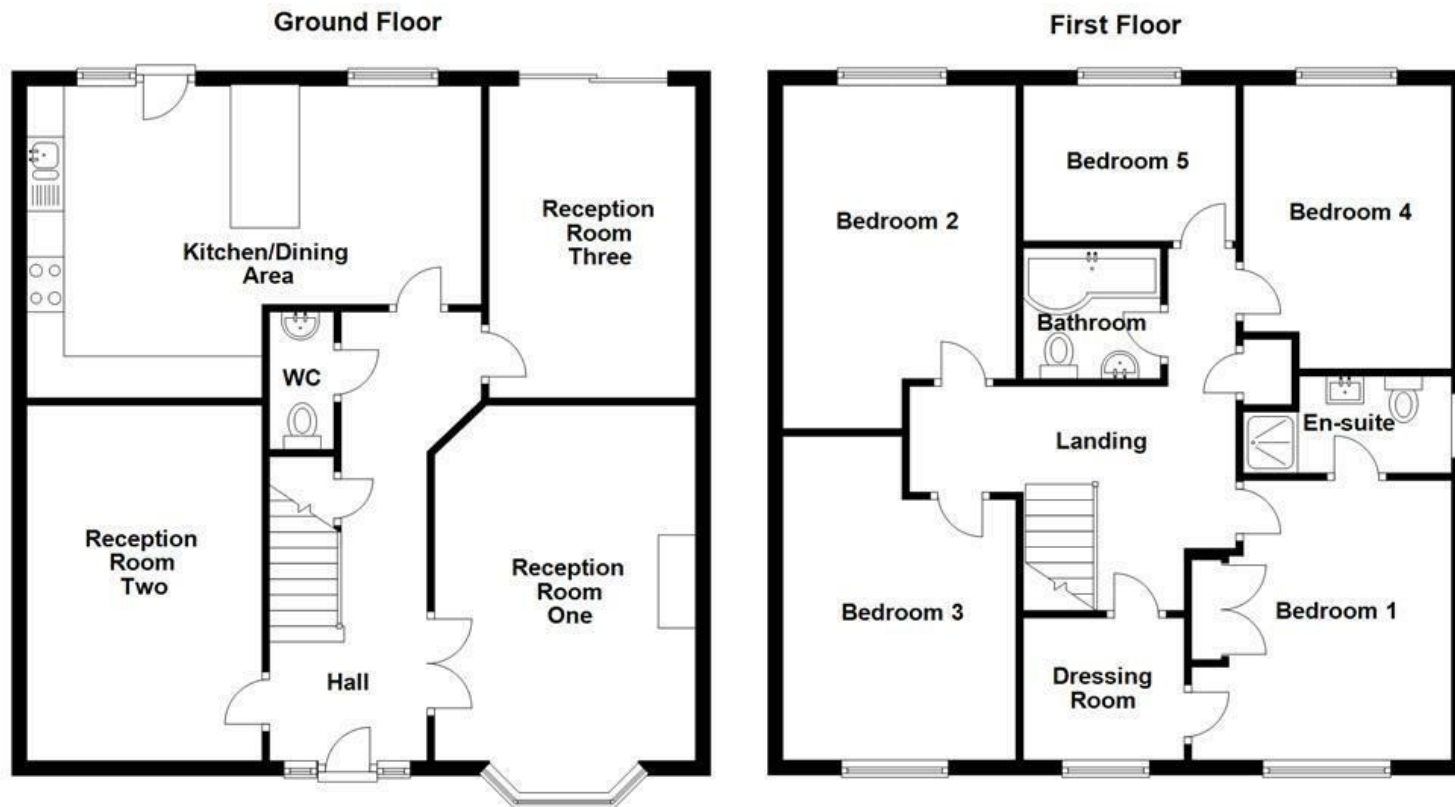 Ground Floor
Kitchen/Dining
Area
Reception
Room
Three
WC
Reception
Room
Two
Reception
Room
One
Hall
First Floor
Bedroom 2
Bedroom 5
Bedroom 4
Bathroom
Landing
En-suite
Bedroom 3
Bedroom 1
Dressing
Room